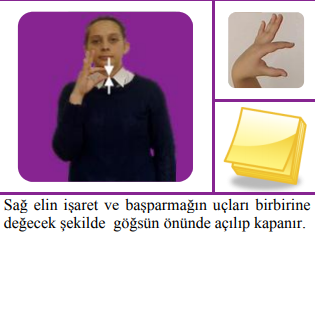 Sağ elin işaret ve başparmağın uçları birbirine
değecek şekilde göğsün önünde açılıp kapanır.